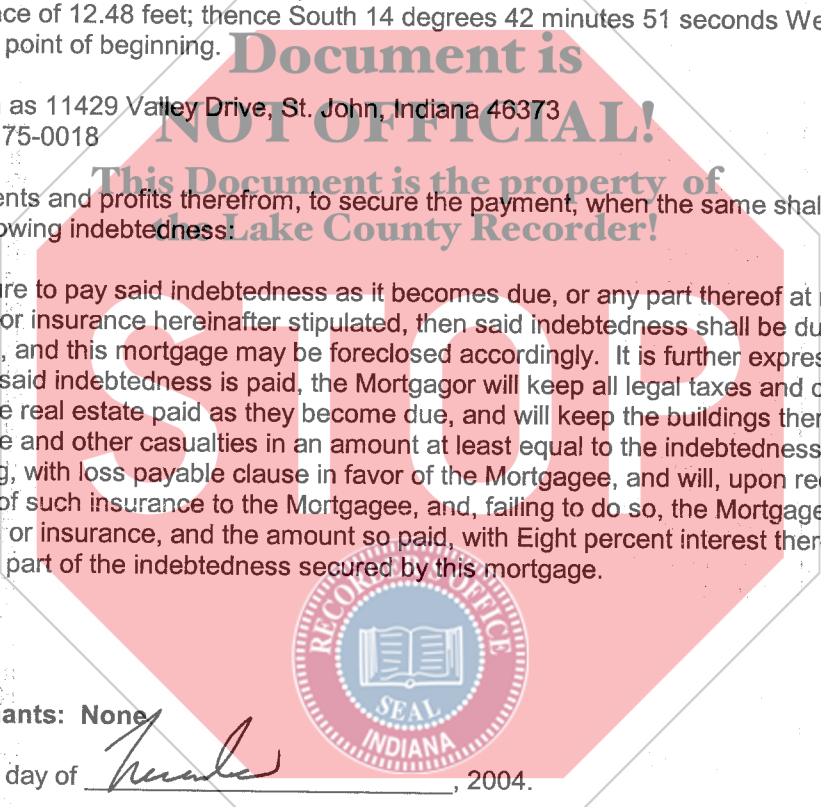 ce of 12.48 feet; thence South 14 degrees 42 minutes 51 seconds We
point of beginning.
Document is
as 11429 Valley Drive, St. John, Indiana 46373
NOT OFFICIAL!
75-0018
This Document is the property of
ents and profits therefrom, to secure the payment, when the same shal
the Lake County Recorder!
owing indebtedness:
re to pay said indebtedness as it becomes due, or any part thereof at
or insurance hereinafter stipulated, then said indebtedness shall be du
, and this mortgage may be foreclosed accordingly. It is further expres
said indebtedness is paid, the Mortgagor will keep all legal taxes and c
e real estate paid as they become due, and will keep the buildings ther
e and other casualties in an amount at least equal to the indebtedness
g, with loss payable clause in favor of the Mortgagee, and will, upon re
of such insurance to the Mortgagee, and, failing to do so, the Mortgage
or insurance, and the amount so paid, with Eight percent interest ther
part of the indebtedness secured by this mortgage.
STOP
RECORDER'S OFFICE
SEAL
INDIANA
ants: None
day of , 2004.